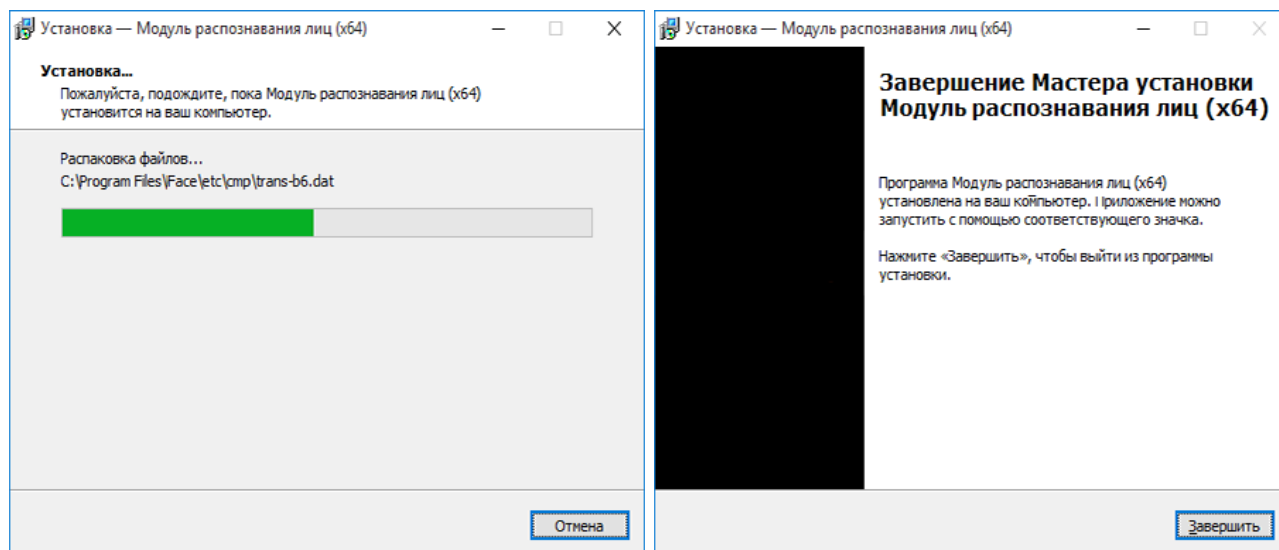 Установка — Модуль распознавания лиц (x64)
Установка...
Пожалуйста, подождите, пока Модуль распознавания лиц (x64)
установится на ваш компьютер.
Распаковка файлов...
C:\Program Files\Face\etc\cmp\trans-b6.dat
Отмена
Установка — Модуль распознавания лиц (x64)
Завершение Мастера установки
Модуль распознавания лиц (x64)
Программа Модуль распознавания лиц (x64)
установлена на ваш компьютер. Приложение можно
запустить с помощью соответствующего значка.
Нажмите «Завершить», чтобы выйти из программы
установки.
Завершить